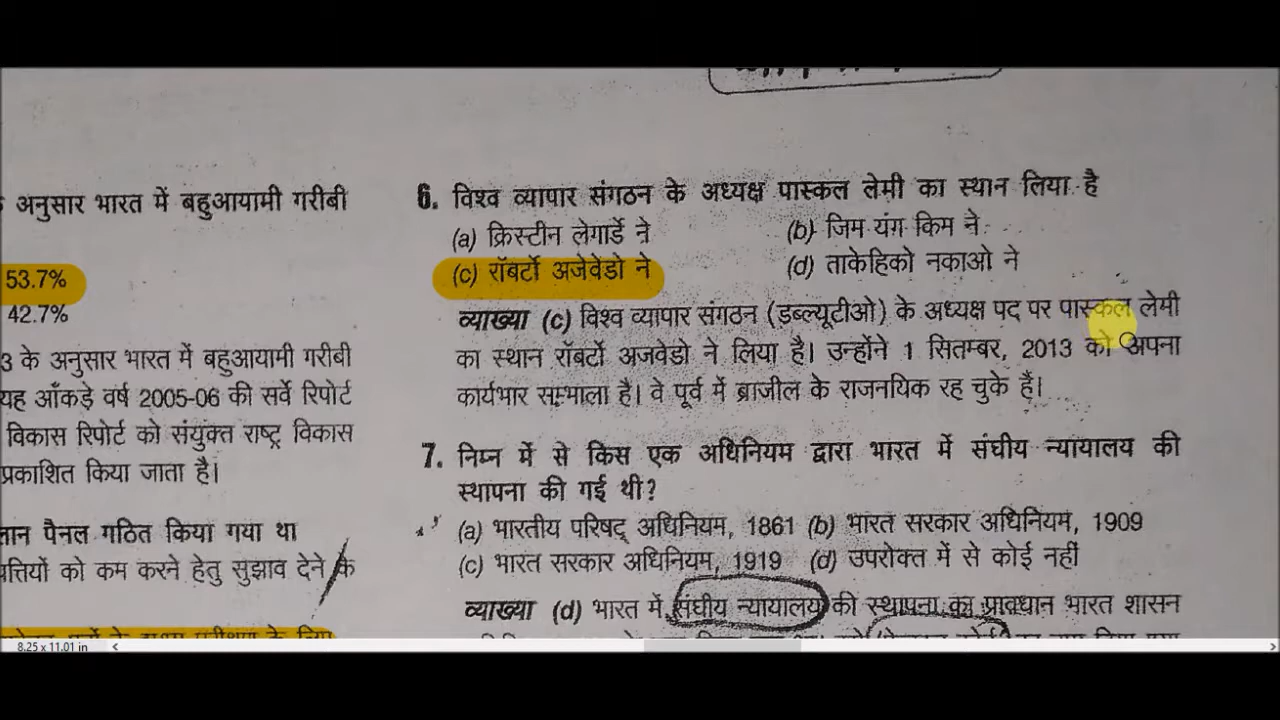 अनुसार भारत में बहुआयामी गरीबी
53.7%
42.7%
3 के अनुसार भारत में बहुआयामी गरीबी
यह आँकड़े वर्ष 2005-06 की सर्वे रिपोर्ट
विकास रिपोर्ट को संयुक्त राष्ट्र विकास
प्रकाशित किया जाता है।
पैनल गठित किया गया था
को कम करने हेतु सुझाव देने के
6. विश्व व्यापार संगठन के अध्यक्ष पास्कल लेमी का स्थान लिया है
(a) क्रिस्टीन लेगार्डे ने (b) जिम यंग किम ने
(c) रॉबर्टो अजेवेडो ने (d) ताकेहिको नकाओ ने
व्याख्या (c) विश्व व्यापार संगठन (डब्ल्यूटीओ) के अध्यक्ष पद पर पास्कल लेमी
का स्थान रॉबर्टो अजवेडो ने लिया है। उन्होंने 1 सितम्बर, 2013 को अपना
कार्यभार सम्भाला है। वे पूर्व में ब्राजील के राजनयिक रह चुके हैं।
7. निम्न में से किस एक अधिनियम द्वारा भारत में संघीय न्यायालय की
स्थापना की गई थी?
(a) भारतीय परिषद् अधिनियम, 1861 (b) भारत सरकार अधिनियम, 1909
(c) भारत सरकार अधिनियम, 1919 (d) उपरोक्त में से कोई नहीं
व्याख्या (d) भारत में संघीय न्यायालय की स्थापना का प्रावधान भारत शासन
8.25 x 11.01 in